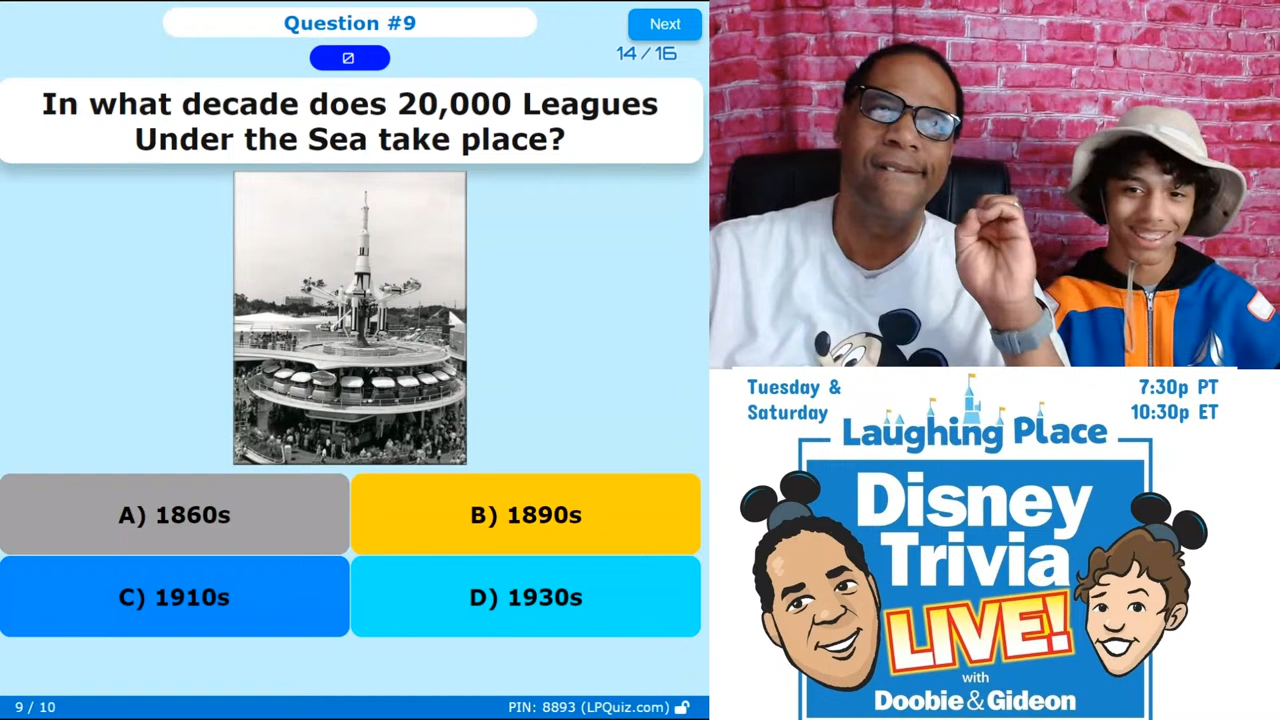 Question #9
Next
14/16
In what decade does 20,000 Leagues
Under the Sea take place?
A) 1860s
B) 1890s
C) 1910s
D) 1930s
9 / 10
PIN: 8893 (LPQuiz.com)
Tuesday &
Saturday
7:30p PT
10:30p ET
Laughing Place
Disney
Trivia
LIVE!
with
Doobie & Gideon